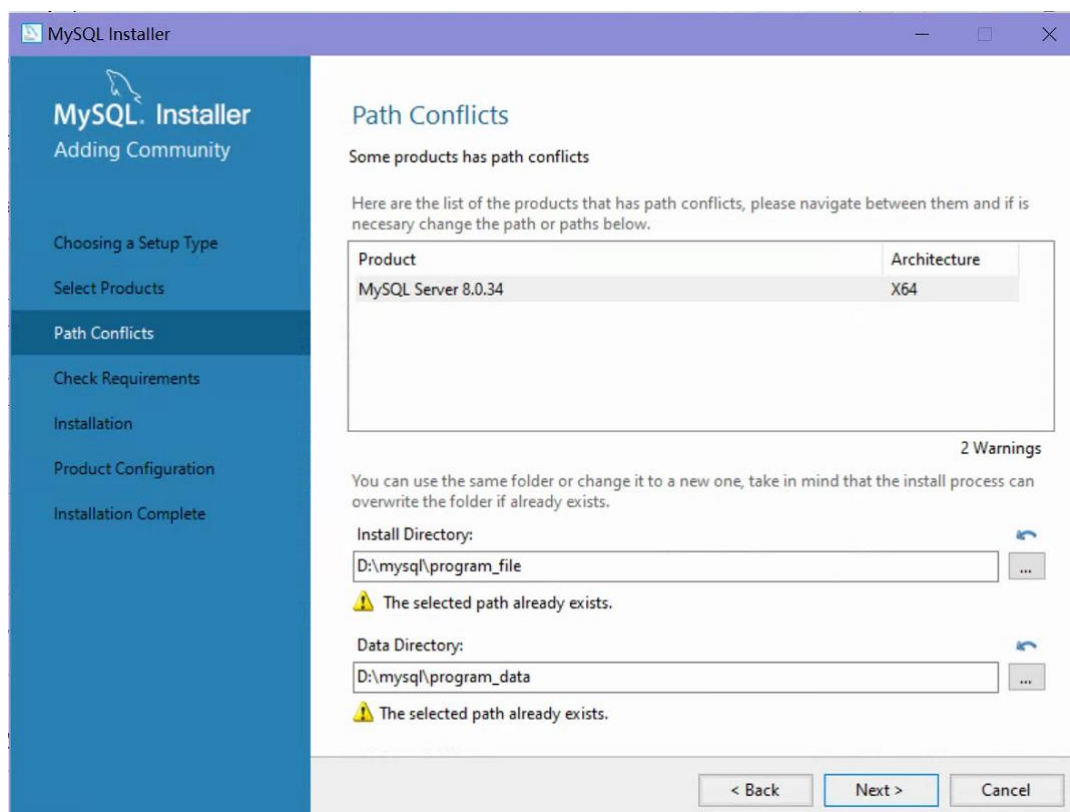 MySQL Installer
MySQL. Installer
Adding Community
Choosing a Setup Type
Select Products
Path Conflicts
Check Requirements
Installation
Product Configuration
Installation Complete
Path Conflicts
Some products has path conflicts
Here are the list of the products that has path conflicts, please navigate between them and if is
necesary change the path or paths below.
Product Architecture
MySQL Server 8.0.34 X64
2 Warnings
You can use the same folder or change it to a new one, take in mind that the install process can
overwrite the folder if already exists.
Install Directory:
D:\mysql\program_file
...
The selected path already exists.
Data Directory:
D:\mysql\program_data
...
The selected path already exists.
< Back Next > Cancel